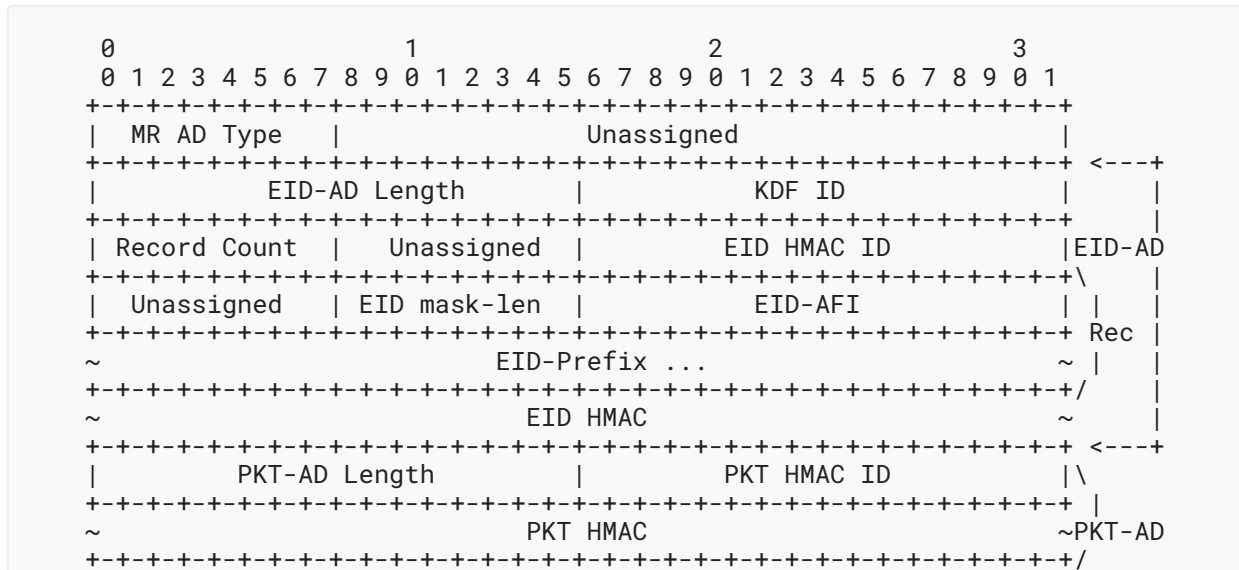 0                   1                   2                   3
 0 1 2 3 4 5 6 7 8 9 0 1 2 3 4 5 6 7 8 9 0 1 2 3 4 5 6 7 8 9 0 1
+-+-+-+-+-+-+-+-+-+-+-+-+-+-+-+-+-+-+-+-+-+-+-+-+-+-+-+-+-+-+-+-+
|  MR AD Type   |                Unassigned                     |
+-+-+-+-+-+-+-+-+-+-+-+-+-+-+-+-+-+-+-+-+-+-+-+-+-+-+-+-+-+-+-+-+ <---+
|           EID-AD Length       |           KDF ID              |     |
+-+-+-+-+-+-+-+-+-+-+-+-+-+-+-+-+-+-+-+-+-+-+-+-+-+-+-+-+-+-+-+-+     |
| Record Count  |   Unassigned  |         EID HMAC ID           |EID-AD
+-+-+-+-+-+-+-+-+-+-+-+-+-+-+-+-+-+-+-+-+-+-+-+-+-+-+-+-+-+-+-+-+\    |
|  Unassigned   | EID mask-len  |           EID-AFI             | |   |
+-+-+-+-+-+-+-+-+-+-+-+-+-+-+-+-+-+-+-+-+-+-+-+-+-+-+-+-+-+-+-+-+ Rec |
~                          EID-Prefix ...                       ~ |   |
+-+-+-+-+-+-+-+-+-+-+-+-+-+-+-+-+-+-+-+-+-+-+-+-+-+-+-+-+-+-+-+-+/    |
~                            EID HMAC                           ~     |
+-+-+-+-+-+-+-+-+-+-+-+-+-+-+-+-+-+-+-+-+-+-+-+-+-+-+-+-+-+-+-+-+ <---+
|         PKT-AD Length         |         PKT HMAC ID           |\
+-+-+-+-+-+-+-+-+-+-+-+-+-+-+-+-+-+-+-+-+-+-+-+-+-+-+-+-+-+-+-+-+ |
~                            PKT HMAC                           ~PKT-AD
+-+-+-+-+-+-+-+-+-+-+-+-+-+-+-+-+-+-+-+-+-+-+-+-+-+-+-+-+-+-+-+-+/